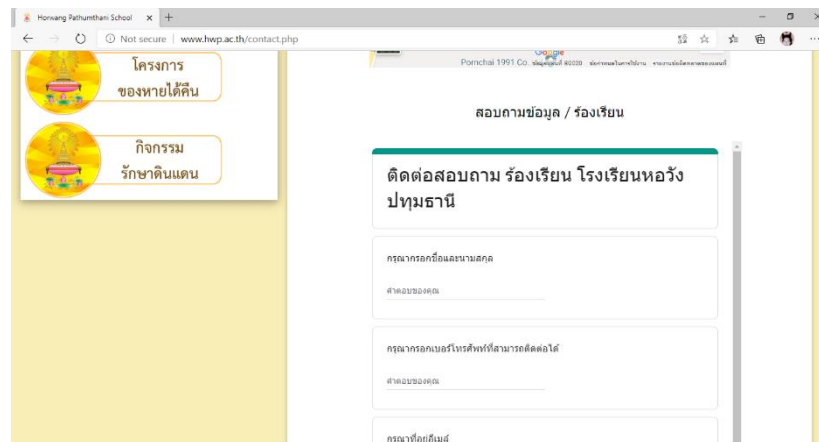 Horwang Pathumthani School
Not secure
www.hwp.ac.th/contact.php
โครงการ
ของหายได้คืน
กิจกรรม
รักษาดินแดน
Google
Pornchai 1991 Co.
สอบถามข้อมูล / ร้องเรียน
ติดต่อสอบถาม ร้องเรียน โรงเรียนหอวัง
ปทุมธานี
กรุณากรอกชื่อและนามสกุล
คำตอบของคุณ
กรุณากรอกเบอร์โทรศัพท์ที่สามารถติดต่อได้
คำตอบของคุณ
กรุณาที่อยู่อีเมล์